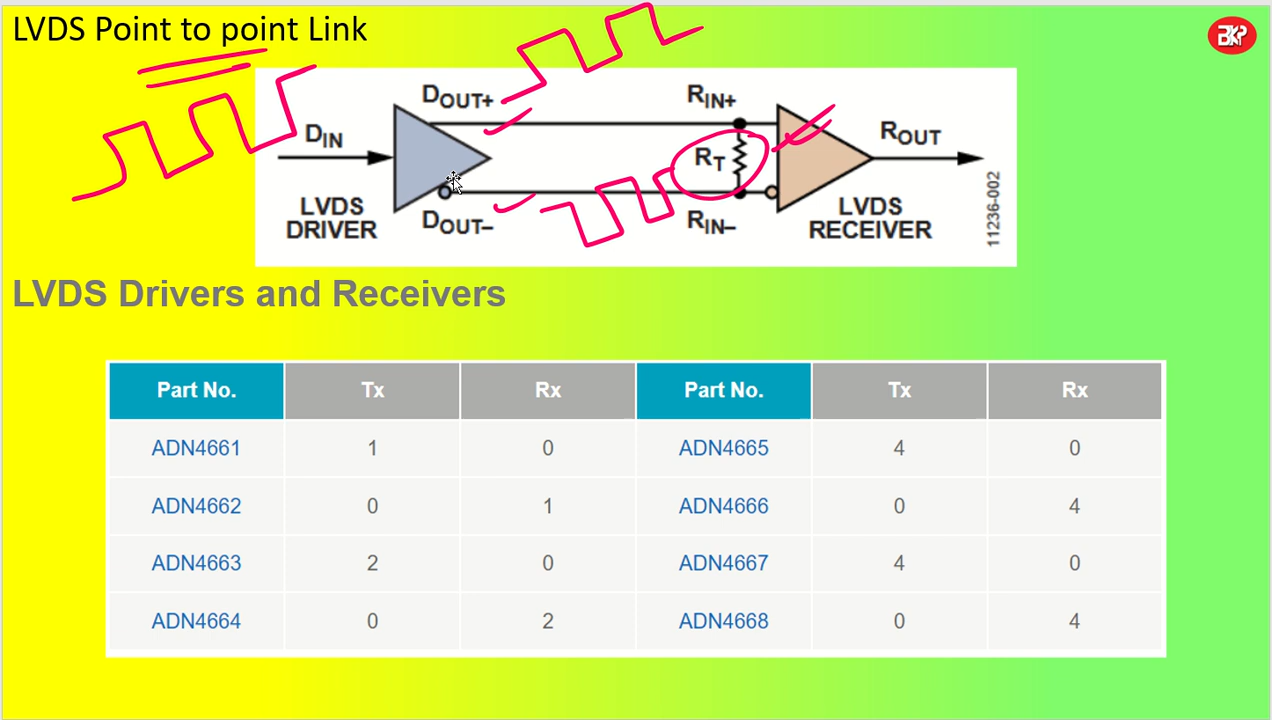 LVDS Point to point Link
BKP
DOUT+
RIN+
DIN
RT
ROUT
LVDS
DRIVER
DOUT–
RIN–
LVDS
RECEIVER
11236-002
LVDS Drivers and Receivers
Part No. Tx Rx Part No. Tx Rx
ADN4661 1 0 ADN4665 4 0
ADN4662 0 1 ADN4666 0 4
ADN4663 2 0 ADN4667 4 0
ADN4664 0 2 ADN4668 0 4